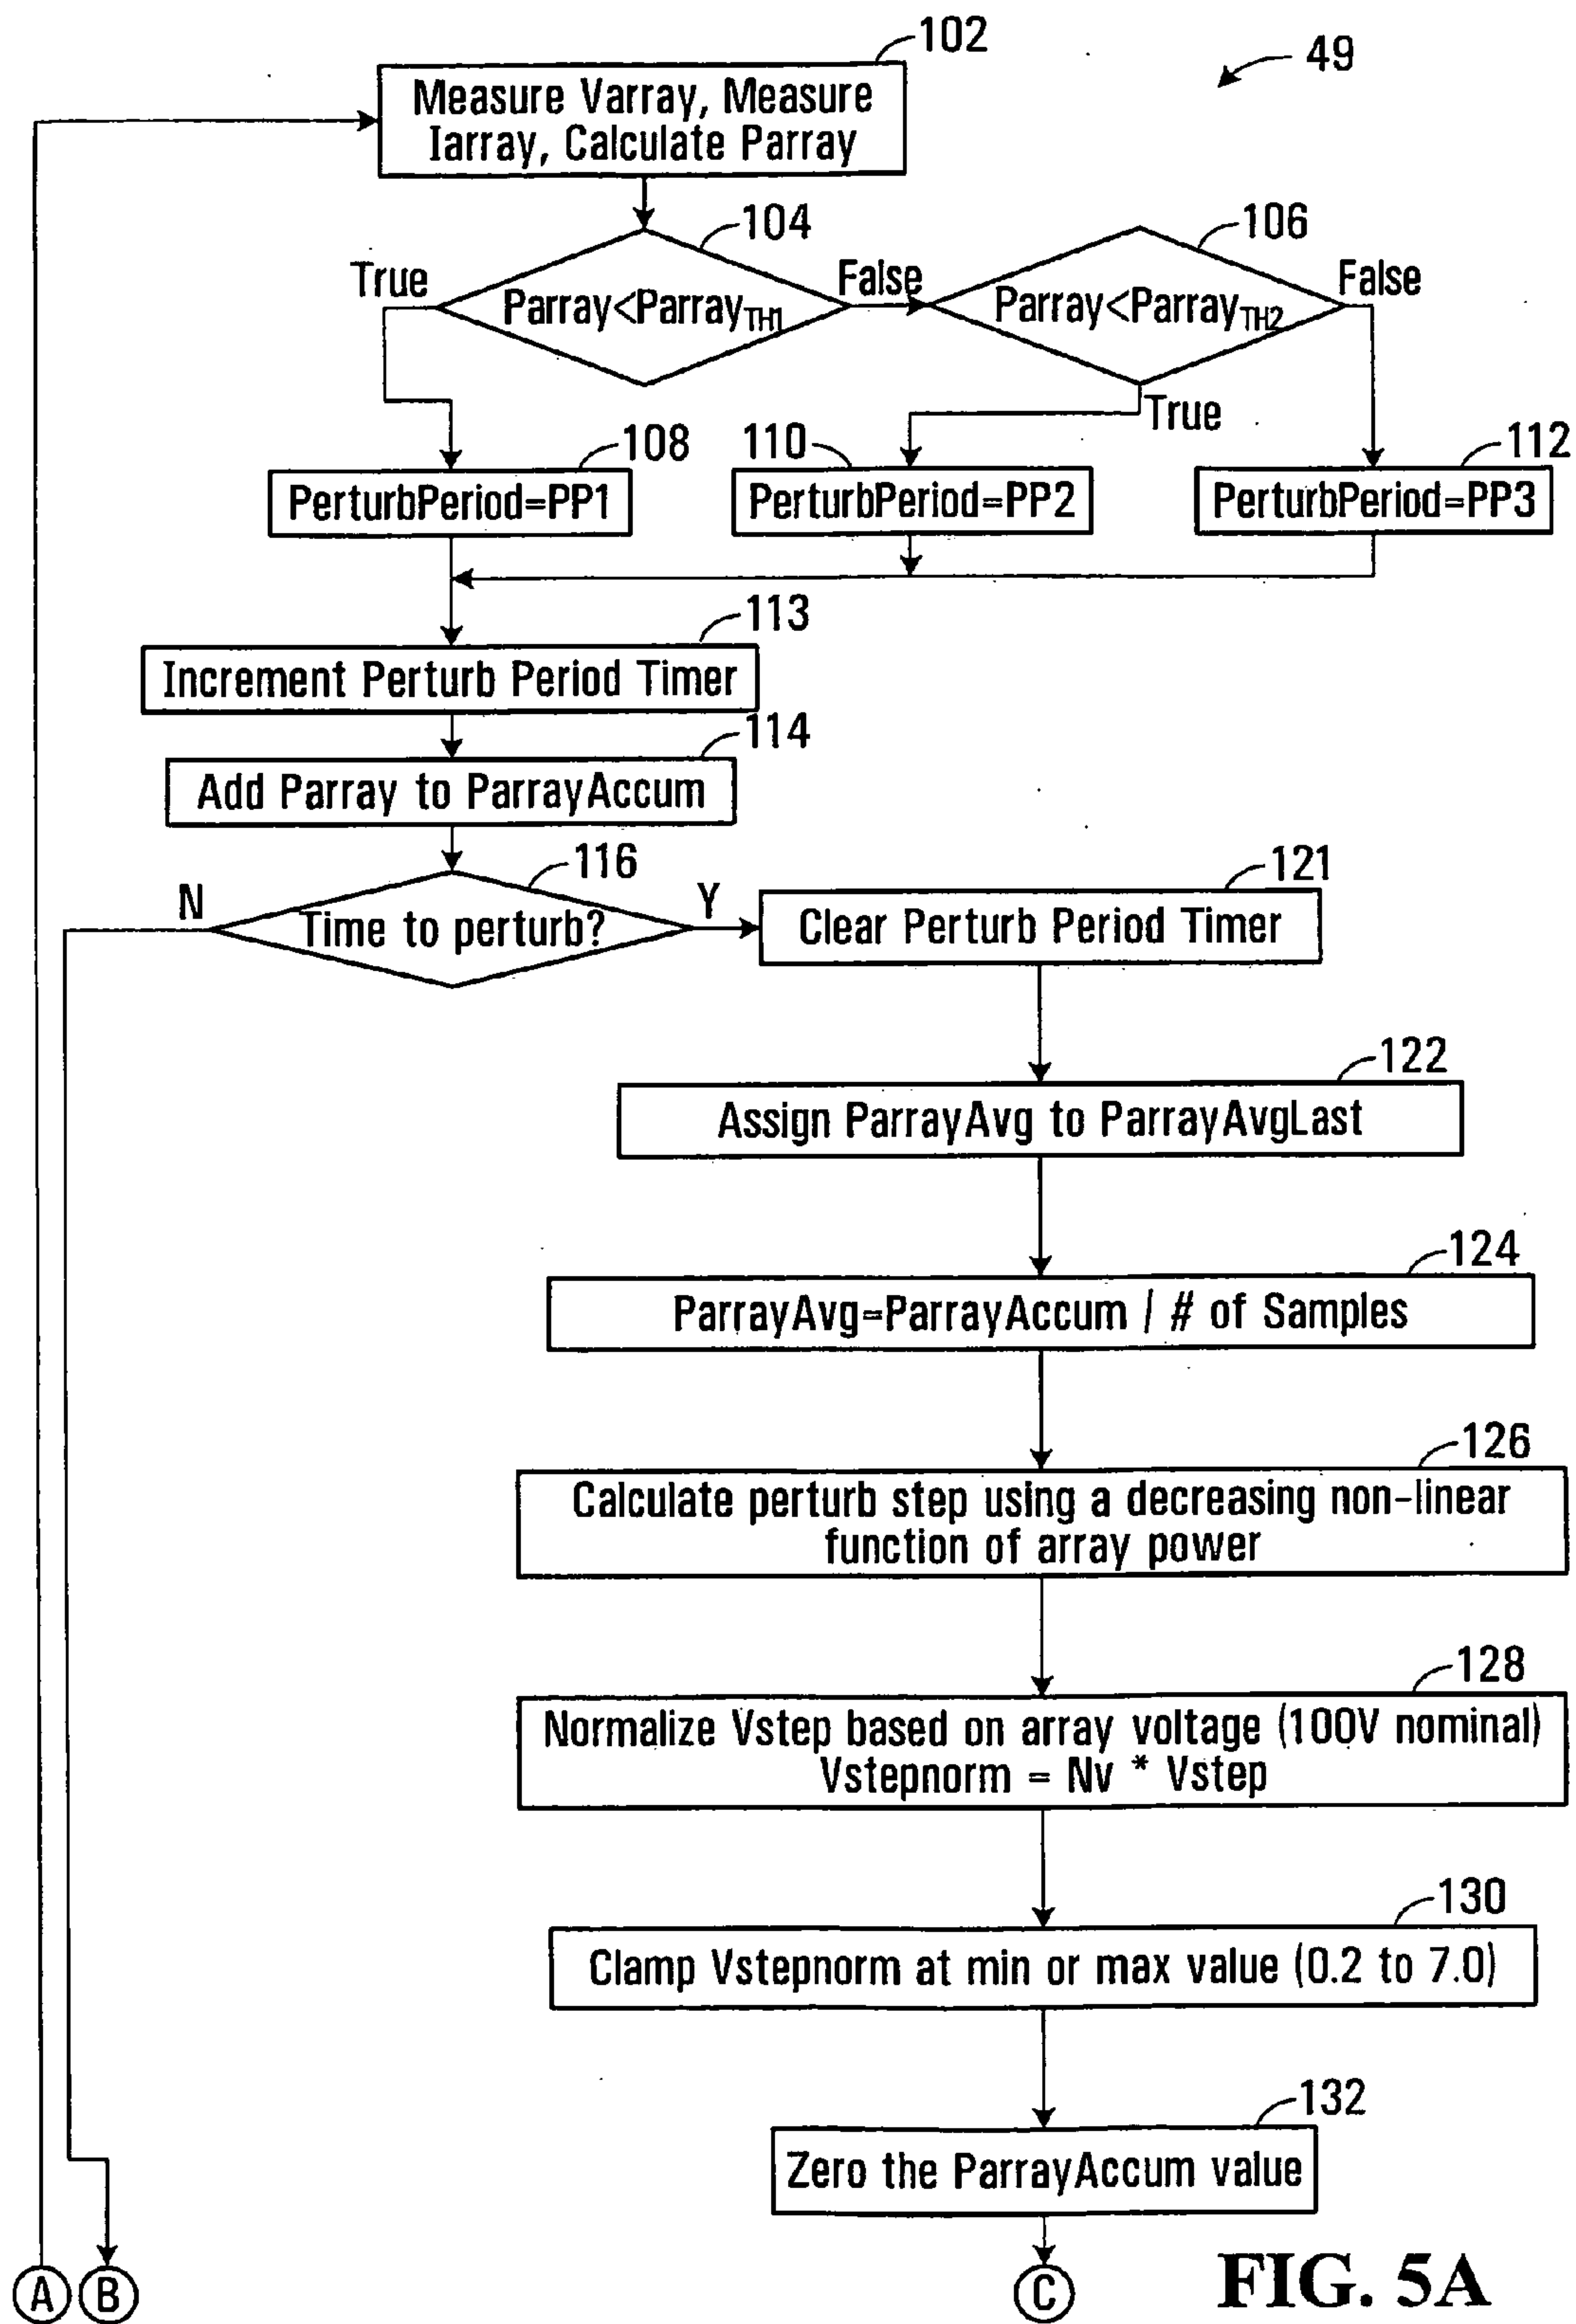 102
49
Measure Varray, Measure
Iarray, Calculate Parray
104
106
True
False
False
Parray<ParrayTH1
Parray<ParrayTH2
True
108
110
112
PerturbPeriod=PP1
PerturbPeriod=PP2
PerturbPeriod=PP3
113
Increment Perturb Period Timer
114
Add Parray to ParrayAccum
116
121
N
Y
Time to perturb?
Clear Perturb Period Timer
122
Assign ParrayAvg to ParrayAvgLast
124
ParrayAvg=ParrayAccum / # of Samples
126
Calculate perturb step using a decreasing non-linear
function of array power
128
Normalize Vstep based on array voltage (100V nominal)
Vstepnorm = Nv * Vstep
130
Clamp Vstepnorm at min or max value (0.2 to 7.0)
132
Zero the ParrayAccum value
A
B
C
FIG. 5A